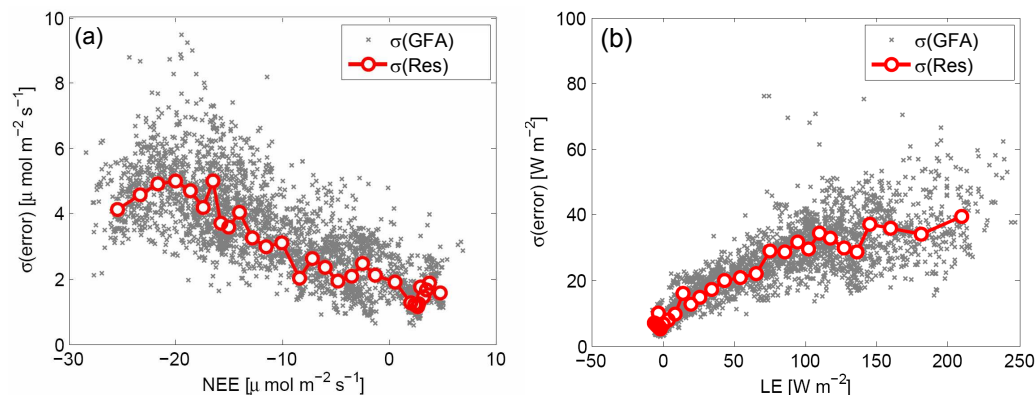 (a)
σ(GFA)
σ(Res)
10
8
6
4
2
0
σ(error) [μ mol m⁻² s⁻¹]
−30
−20
−10
0
10
NEE [μ mol m⁻² s⁻¹]
(b)
σ(GFA)
σ(Res)
100
80
60
40
20
0
σ(error) [W m⁻²]
−50
0
50
100
150
200
250
LE [W m⁻²]